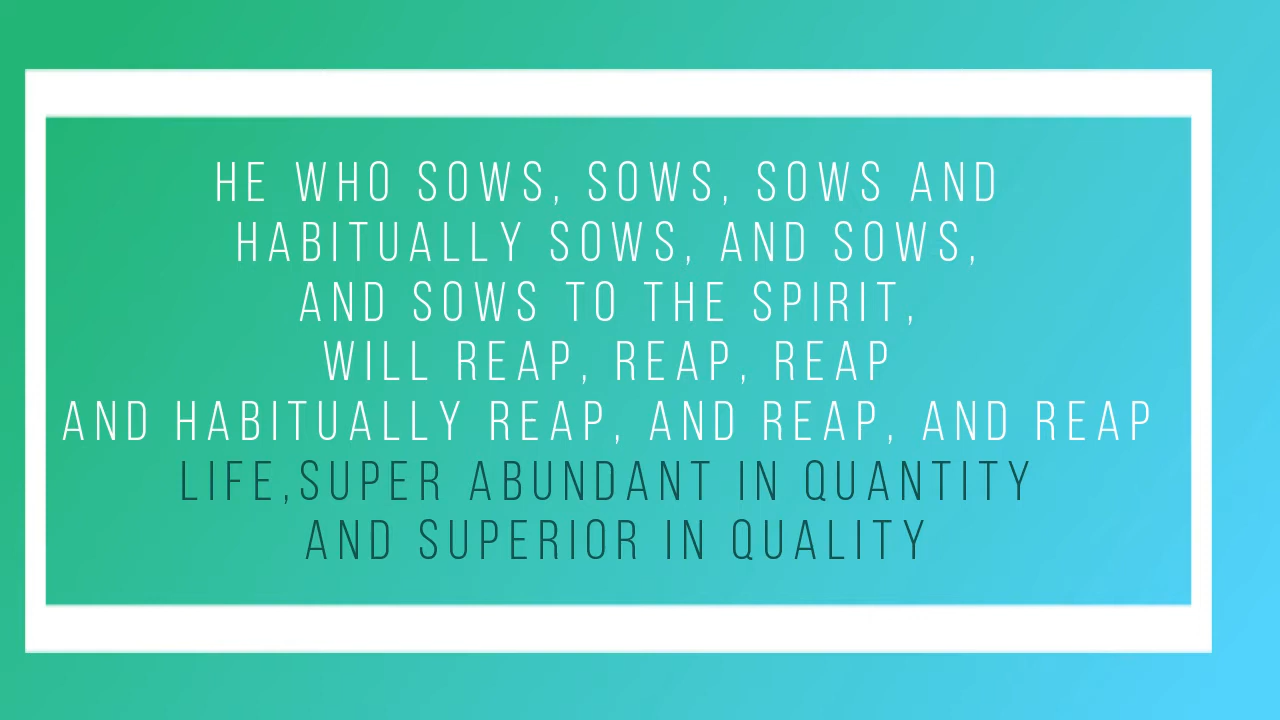 HE WHO SOWS, SOWS, SOWS AND
HABITUALLY SOWS, AND SOWS,
AND SOWS TO THE SPIRIT,
WILL REAP, REAP, REAP
AND HABITUALLY REAP, AND REAP, AND REAP
LIFE,SUPER ABUNDANT IN QUANTITY
AND SUPERIOR IN QUALITY